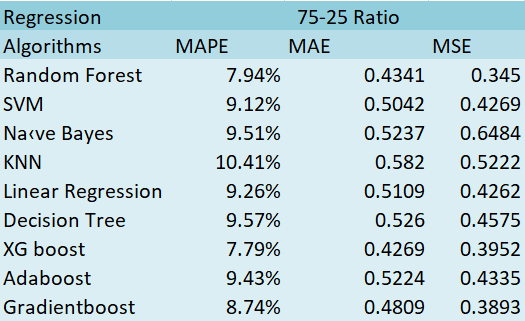 Regression 75-25 Ratio
Algorithms MAPE MAE MSE
Random Forest 7.94% 0.4341 0.345
SVM 9.12% 0.5042 0.4269
Na‹ve Bayes 9.51% 0.5237 0.6484
KNN 10.41% 0.582 0.5222
Linear Regression 9.26% 0.5109 0.4262
Decision Tree 9.57% 0.526 0.4575
XG boost 7.79% 0.4269 0.3952
Adaboost 9.43% 0.5224 0.4335
Gradientboost 8.74% 0.4809 0.3893